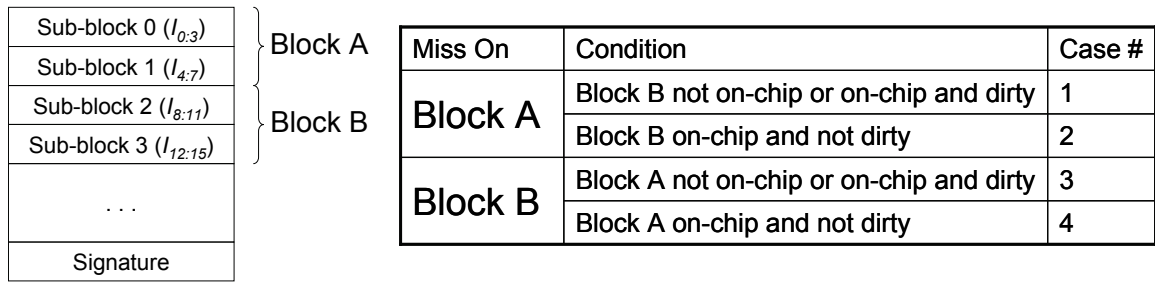 Sub-block 0 (I0:3)
Sub-block 1 (I4:7)
Block A
Sub-block 2 (I8:11)
Sub-block 3 (I12:15)
Block B
. . .
Signature
Miss On Condition Case #
Block A
Block B not on-chip or on-chip and dirty 1
Block B on-chip and not dirty 2
Block B
Block A not on-chip or on-chip and dirty 3
Block A on-chip and not dirty 4